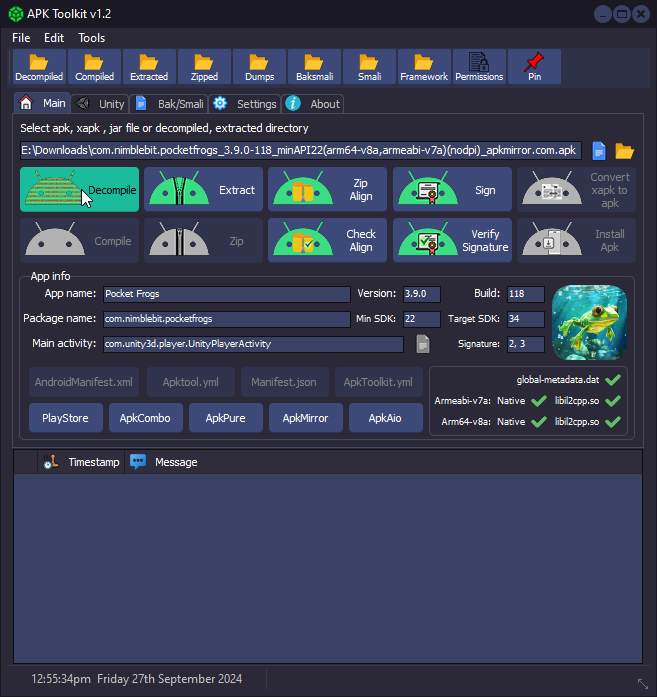 APK Toolkit v1.2
File Edit Tools
Decompiled Compiled Extracted Zipped Dumps Baksmali Smali Framework Permissions Pin
Main Unity Bak/Smali Settings About
Select apk, xapk , jar file or decompiled, extracted directory
E:\Downloads\com.nimblebit.pocketfrogs_3.9.0-118_minAPI22(arm64-v8a,armeabi-v7a)(nodpi)_apkmirror.com.apk
Decompile Extract Zip Align Sign Convert xapk to apk
Compile Zip Check Align Verify Signature Install Apk
App info
App name: Pocket Frogs Version: 3.9.0 Build: 118
Package name: com.nimblebit.pocketfrogs Min SDK: 22 Target SDK: 34
Main activity: com.unity3d.player.UnityPlayerActivity Signature: 2, 3
AndroidManifest.xml Apktool.yml Manifest.json ApkToolkit.yml
PlayStore ApkCombo ApkPure ApkMirror ApkAio
global-metadata.dat
Armeabi-v7a: Native libil2cpp.so
Arm64-v8a: Native libil2cpp.so
Timestamp Message
12:55:34pm Friday 27th September 2024